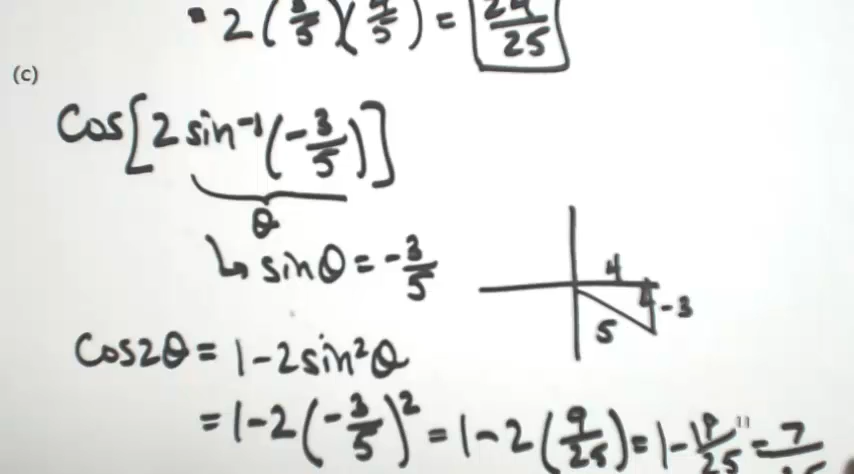 = 2 (3/5)(4/5) = 24/25
(c)
Cos[2 sin⁻¹(-3/5)]
θ
↳ sinθ = -3/5
4
-3
5
Cos2θ = 1-2sin²θ
= 1-2(-3/5)² = 1-2(9/25) = 1-18/25 = 7/